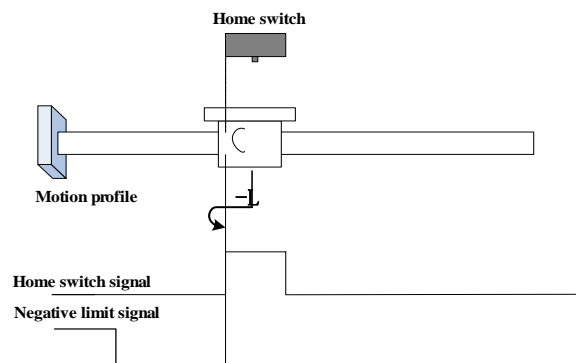 Home switch
Motion profile
-L
Home switch signal
Negative limit signal